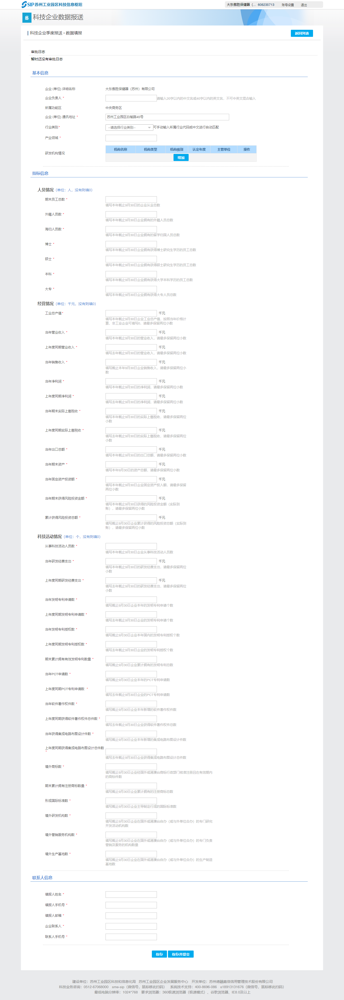 SIP 苏州工业园区科技信息枢纽
大东傲胜保健器（... 608235713 账号设置 退出
科技企业数据报送
科技企业季度报送 - 数据填报
返回列表
审批日志
暂时还没有审批日志
基本信息
企业 (单位) 详细名称 大东傲胜保健器（苏州）有限公司
企业负责人 * 请输入20字以内的中文名或40字以内的英文名，不可中英文混合输入
所属功能区 中央商务区
企业 (单位) 通讯地址 * 苏州工业园区白榆路45号
行业类别 * --请选择行业类别-- 可手动输入所属行业代码或中文进行自动匹配
产业领域 *
研发机构情况
机构名称 机构类型 机构级别 认定年度 主管单位 操作
增加
指标信息
人员情况（单位：人，没有则填0）
期末员工总数 *
填写本年截止9月30日的企业从业总数
外籍人员数 *
填写本年截止9月30日企业拥有的外籍人员总数
海归人员数 *
填写本年截止9月30日企业拥有的留学归国人员总数
博士 *
填写本年截止9月30日企业拥有获得博士研究生学历的员工总数
硕士 *
填写本年截止9月30日企业拥有获得硕士研究生学历的员工总数
本科 *
填写本年截止9月30日企业拥有获得大学本科学历的员工总数
大专 *
填写本年截止9月30日企业拥有获得大专人员总数
经营情况（单位：千元，没有则填0）
工业总产值 * 千元
填写本年截止9月30日企业工业总产值，按照当年价格计
算，非工业企业可填写0，请最多保留两位小数
当年营业收入 * 千元
填写本年截止9月30日的营业收入，请最多保留两位小数
上年度同期营业收入 * 千元
填写去年截止9月30日的营业收入，请最多保留两位小数
当年销售收入 * 千元
填写截止本年9月30日企业销售收入，请最多保留两位小
数
当年净利润 * 千元
填写本年截止9月30日的净利润，请最多保留两位小数
上年度同期净利润 * 千元
填写去年截止9月30日的净利润，请最多保留两位小数
当年期末实际上缴税收 * 千元
填写本年截止9月30日的实际上缴税收，请最多保留两位
小数
上年度同期实际上缴税收 * 千元
填写去年截止9月30日的实际上缴税收，请最多保留两位
小数
当年出口总额 * 千元
填写本年截止9月30日的出口总额，请最多保留两位小数
当年期末资产 * 千元
填写本年9月30日的资产总额，请最多保留两位小数
当年固定资产投资额 * 千元
填写本年截止9月30日企业固定资产投入额，请最多保留
两位小数
当年期末获得风险投资金额 * 千元
填写本年截止9月30日获得的风险投资金额（实际到
账），请最多保留两位小数
累计获得风险投资总额 * 千元
填写截止9月30日企业累计获得的风险投资总额（实际到
账），请最多保留两位小数
科技活动情况（单位：个，没有则填0）
从事科技活动人员数 *
填写本年截止9月30日企业从事科技活动人员数
当年研发经费支出 * 千元
填写本年截止9月30日的研发经费支出，请最多保留两位
小数
上年度同期研发经费支出 * 千元
填写去年截止9月30日的研发经费支出，请最多保留两位
小数
当年发明专利申请数 *
填写截止9月30日企业本年的发明专利申请个数
上年度同期发明专利申请数 *
填写去年截止9月30日企业的发明专利申请个数
当年发明专利授权数 *
填写截止9月30日企业本年国内的发明专利授权个数
上年度同期发明专利授权数 *
填写去年截止9月30日企业的发明专利授权个数
期末累计拥有有效发明专利数量 *
填写截止9月30日企业累计拥有的发明专利总数
当年PCT申请数 *
填写截止9月30日企业本年的PCT专利申请数
上年度同期PCT专利申请数 *
填写去年截止9月30日企业的PCT专利申请数
当年软件著作权件数 *
填写截止9月30日企业本年新增的软件著作权件数
上年度同期获得软件著作权件总件数 *
填写去年截止9月30日企业获得软件著作权件总数
当年获得集成电路布图设计件数 *
填写截止9月30日企业本年新增的集成电路布图设计件数
上年度同期获得集成电路布图设计总件数
*
填写去年截止9月30日企业获得集成电路布图设计总件数
境外商标数 *
填写截止9月30日企业经国外或港澳台商标行政部门核准注册且在有效期内
的商标件数
期末累计拥有注册商标数量 *
填写截止9月30日企业累计拥有的注册商标总数
形成国际标准数 *
填写截止9月30日企业主导制定行成的国际标准数
境外研发机构数 *
填写截止9月30日企业在国外或港澳台自办（或与外单位合办）的专门研究
开发活动机构数
境外营销服务机构数 *
填写截止9月30日企业在国外或港澳台自办（或与外单位合办）的专门负责
营销及服务的机构数量
境外生产基地数 *
填写截止9月30日企业在国外或港澳台自办（或与外单位合办）的生产制造
基地数
联系人信息
填报人姓名 *
填报人手机号 *
填报人邮箱 *
企业联系人 *
联系人手机号 *
保存 保存并提交
建设单位：苏州工业园区科技和信息化局 苏州工业园区企业发展服务中心 开发单位：苏州德融嘉信信用管理技术股份有限公司
科技业务咨询：0512-67068000 sme-sip（微信号，鼠标移此扫码） 系统技术支持：400-8696-086 s18913131676（微信号，鼠标移此扫码）
最低电脑分辨率：1024*768 要求浏览器：360极速浏览器（极速模式）、谷歌浏览器，IE8.0及以上